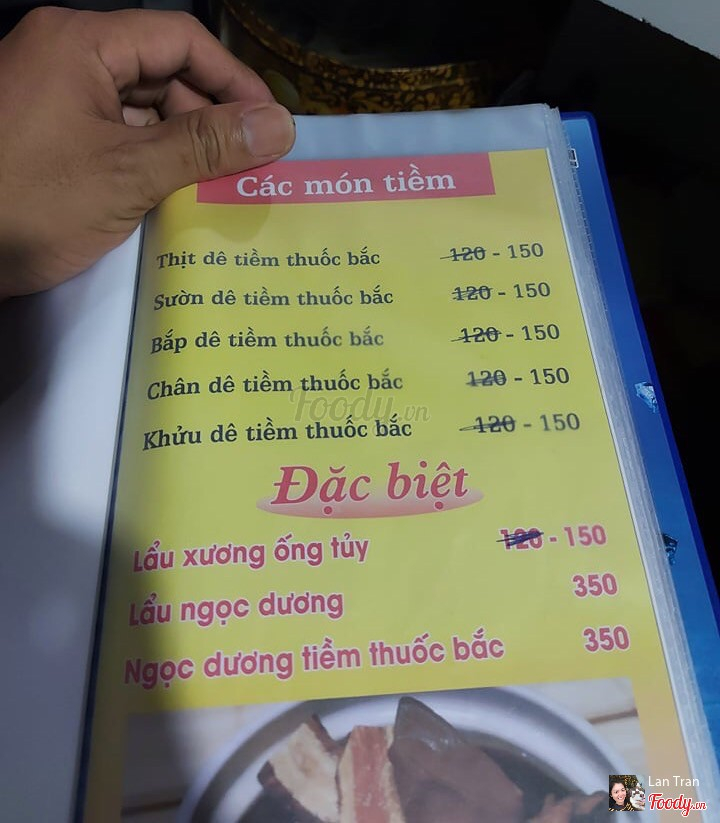 Các món tiềm
Thịt dê tiềm thuốc bắc 120 - 150
Sườn dê tiềm thuốc bắc 120 - 150
Bắp dê tiềm thuốc bắc 120 - 150
Chân dê tiềm thuốc bắc 120 - 150
Khửu dê tiềm thuốc bắc 120 - 150
Foody.vn
Đặc biệt
Lẩu xương ống tủy 120 - 150
Lẩu ngọc dương 350
Ngọc dương tiềm thuốc bắc 350
Lan Tran
Foody.vn